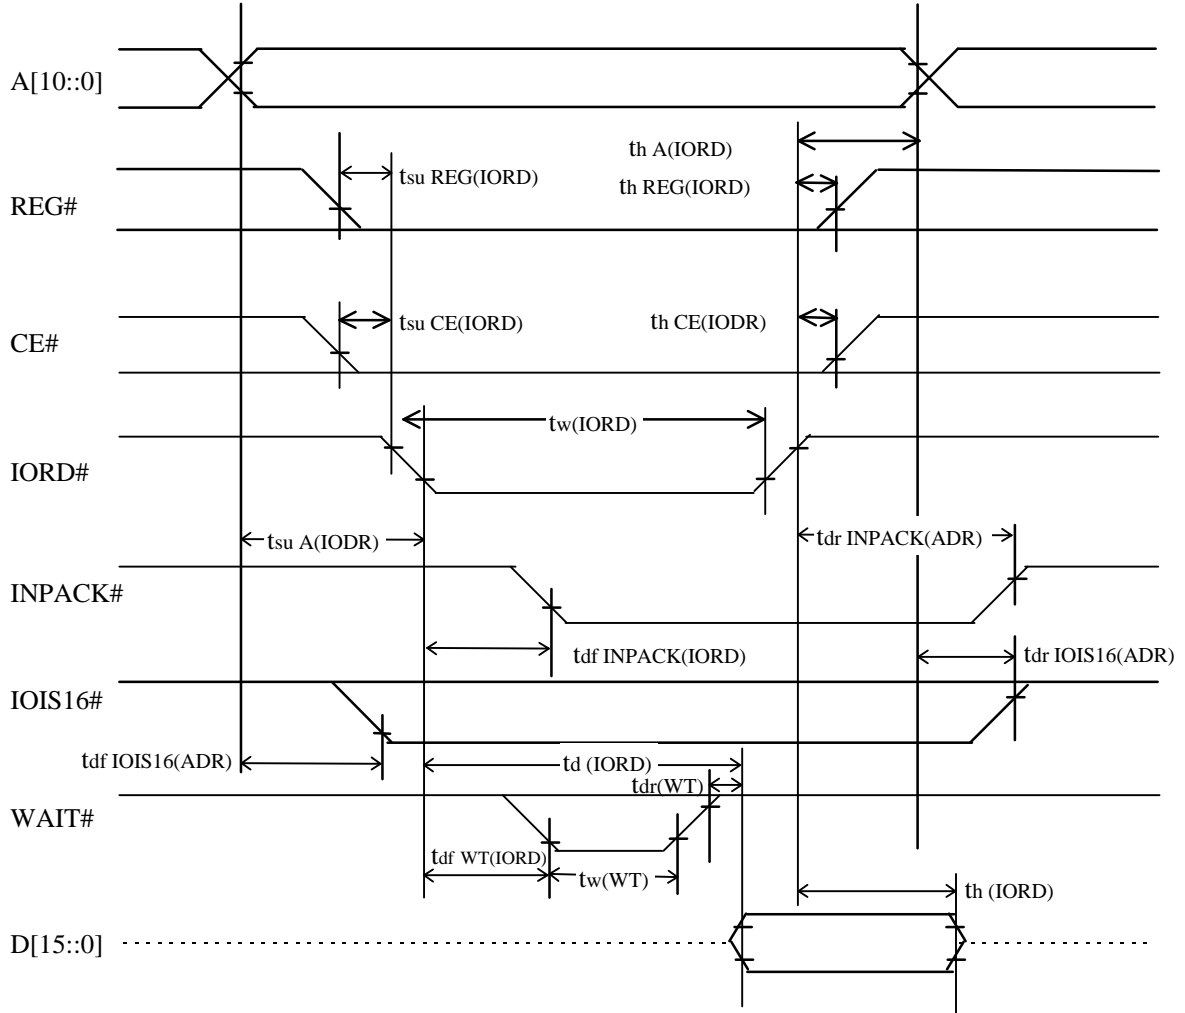 A[10::0]
th A(IORD)
tsu REG(IORD)
th REG(IORD)
REG#
tsu CE(IORD)
th CE(IODR)
CE#
tw(IORD)
IORD#
tsu A(IODR)
tdr INPACK(ADR)
INPACK#
tdf INPACK(IORD)
tdr IOIS16(ADR)
IOIS16#
tdf IOIS16(ADR)
td (IORD)
tdr(WT)
WAIT#
tdf WT(IORD)
tw(WT)
th (IORD)
D[15::0]